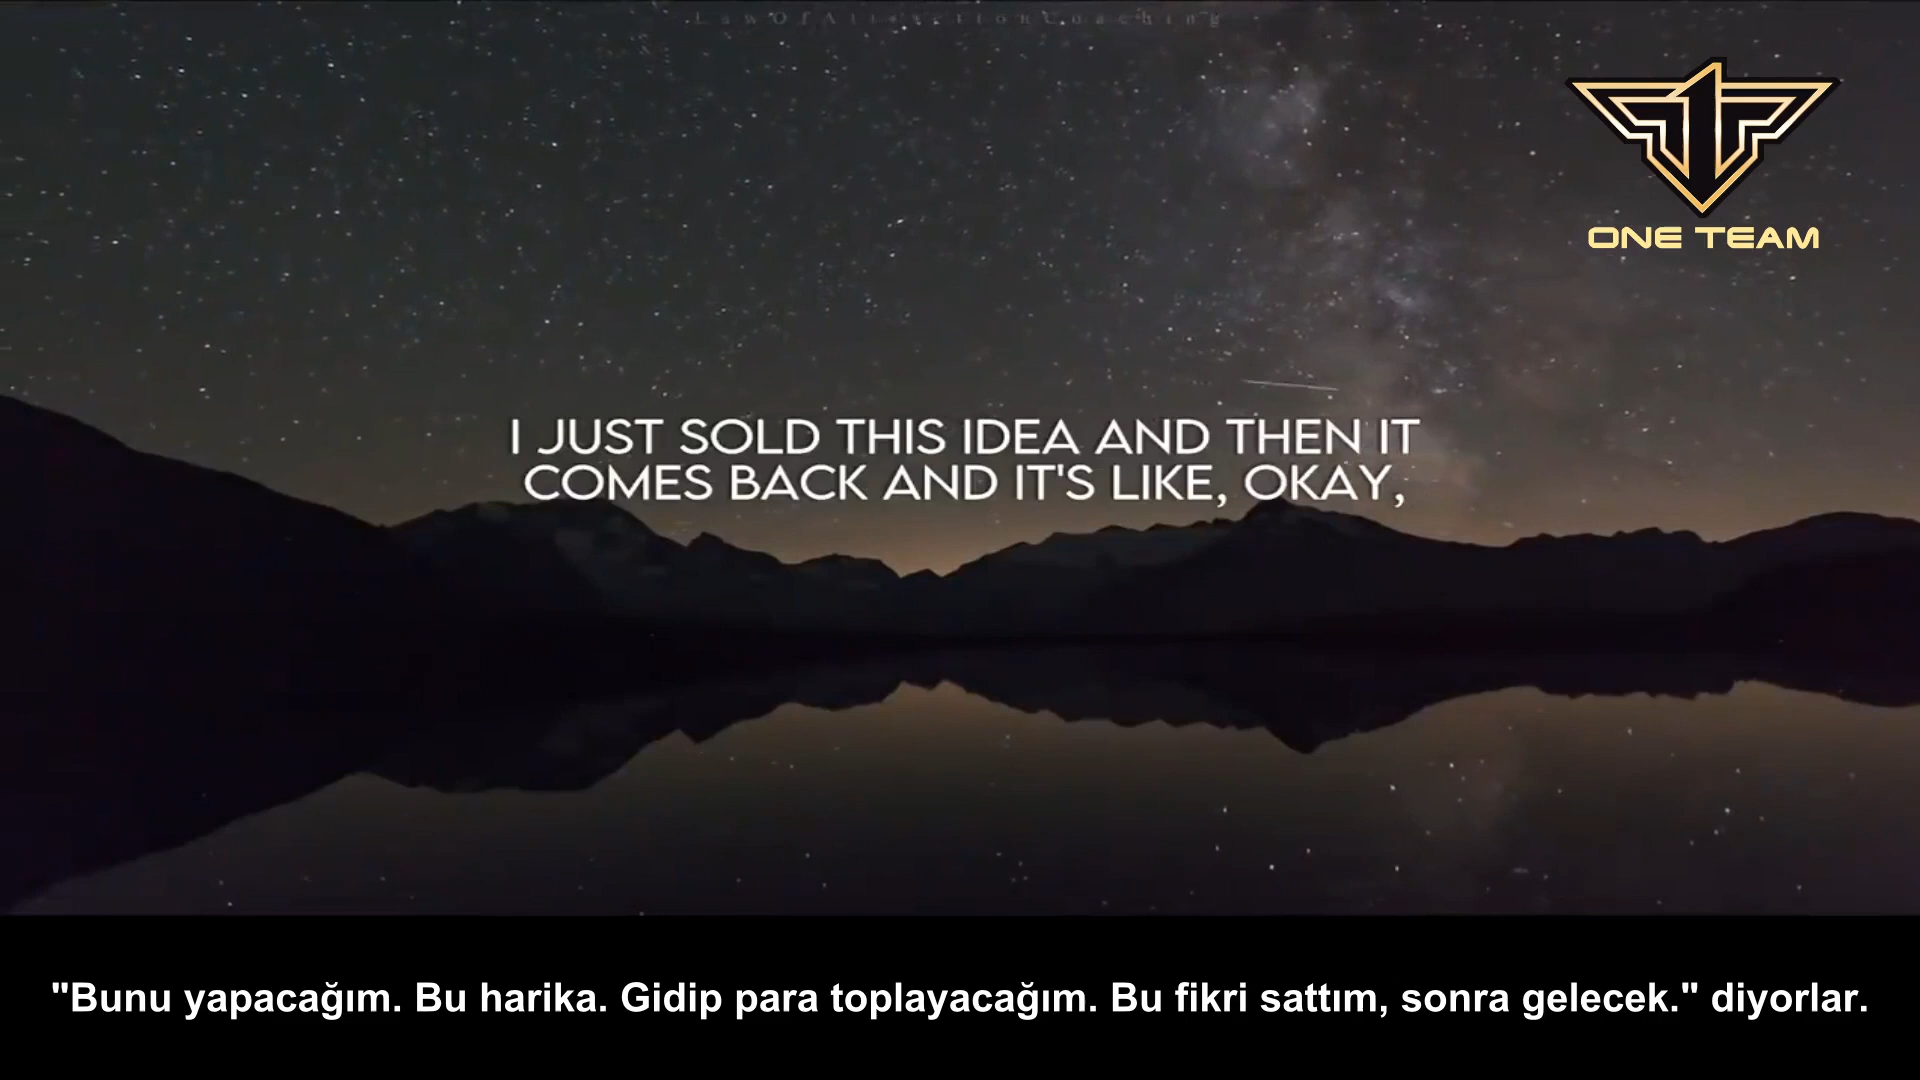 LawOfAttractionCoaching
ONE TEAM
I JUST SOLD THIS IDEA AND THEN IT
COMES BACK AND IT'S LIKE, OKAY,
"Bunu yapacağım. Bu harika. Gidip para toplayacağım. Bu fikri sattım, sonra gelecek." diyorlar.